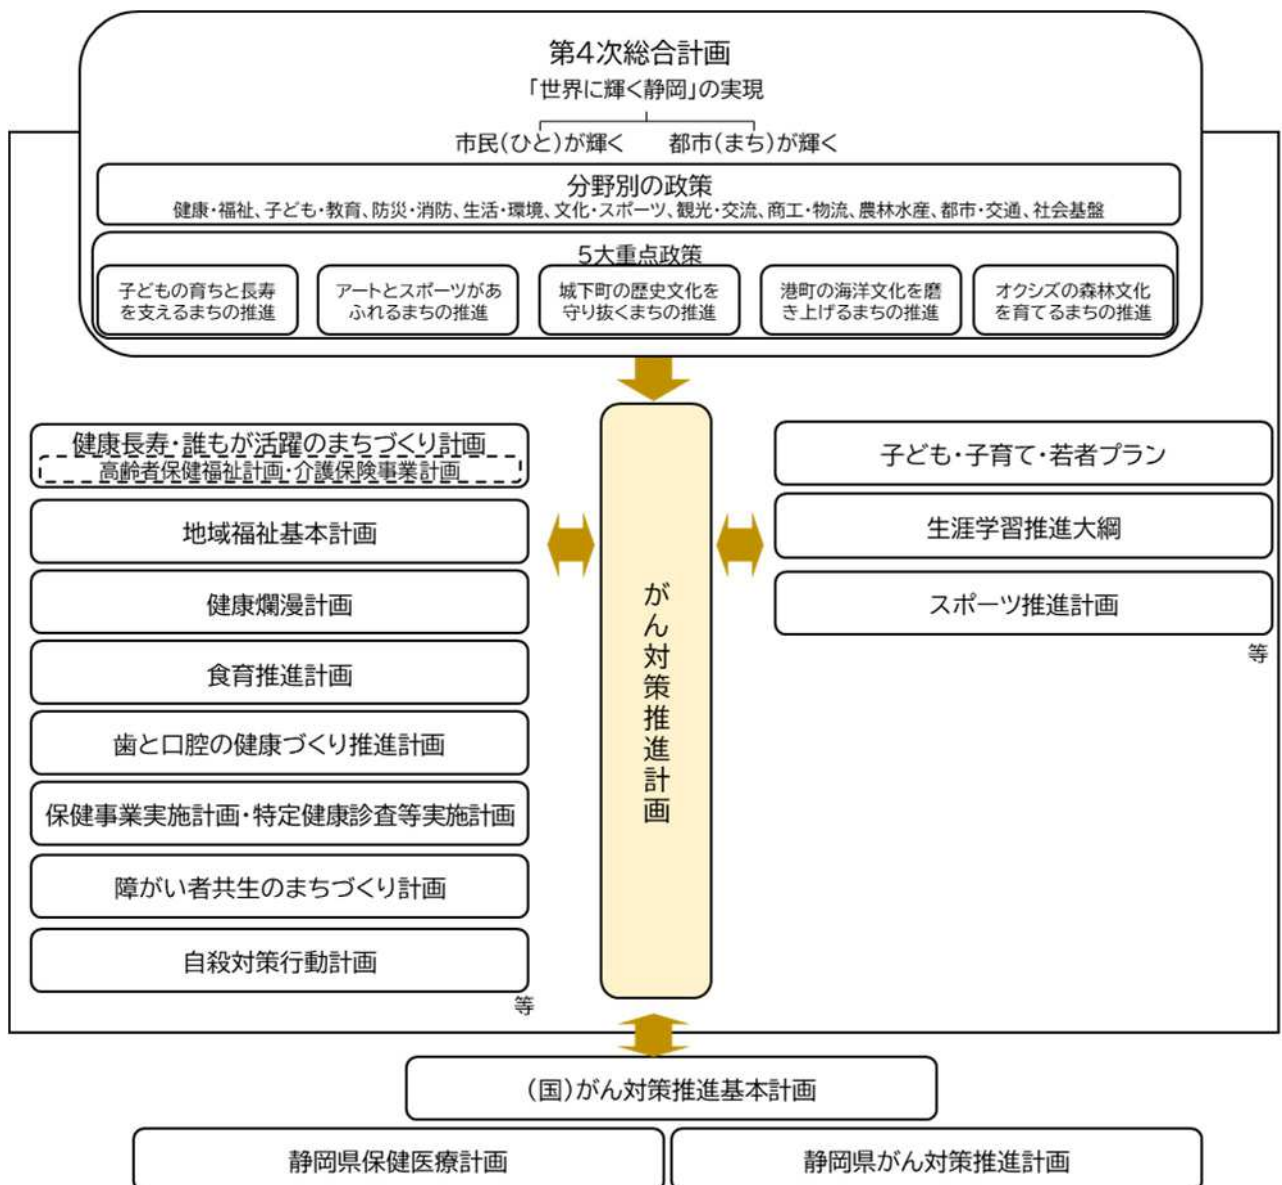 第4次総合計画
「世界に輝く静岡」の実現
市民(ひと)が輝く　都市(まち)が輝く
分野別の政策
健康・福祉、子ども・教育、防災・消防、生活・環境、文化・スポーツ、観光・交流、商工・物流、農林水産、都市・交通、社会基盤
5大重点政策
子どもの育ちと長寿
を支えるまちの推進
アートとスポーツがあ
ふれるまちの推進
城下町の歴史文化を
守り抜くまちの推進
港町の海洋文化を磨
き上げるまちの推進
オクシズの森林文化
を育てるまちの推進
健康長寿・誰もが活躍のまちづくり計画
高齢者保健福祉計画・介護保険事業計画
地域福祉基本計画
健康爛漫計画
食育推進計画
歯と口腔の健康づくり推進計画
保健事業実施計画・特定健康診査等実施計画
障がい者共生のまちづくり計画
自殺対策行動計画
等
がん対策推進計画
子ども・子育て・若者プラン
生涯学習推進大綱
スポーツ推進計画
等
(国)がん対策推進基本計画
静岡県保健医療計画
静岡県がん対策推進計画